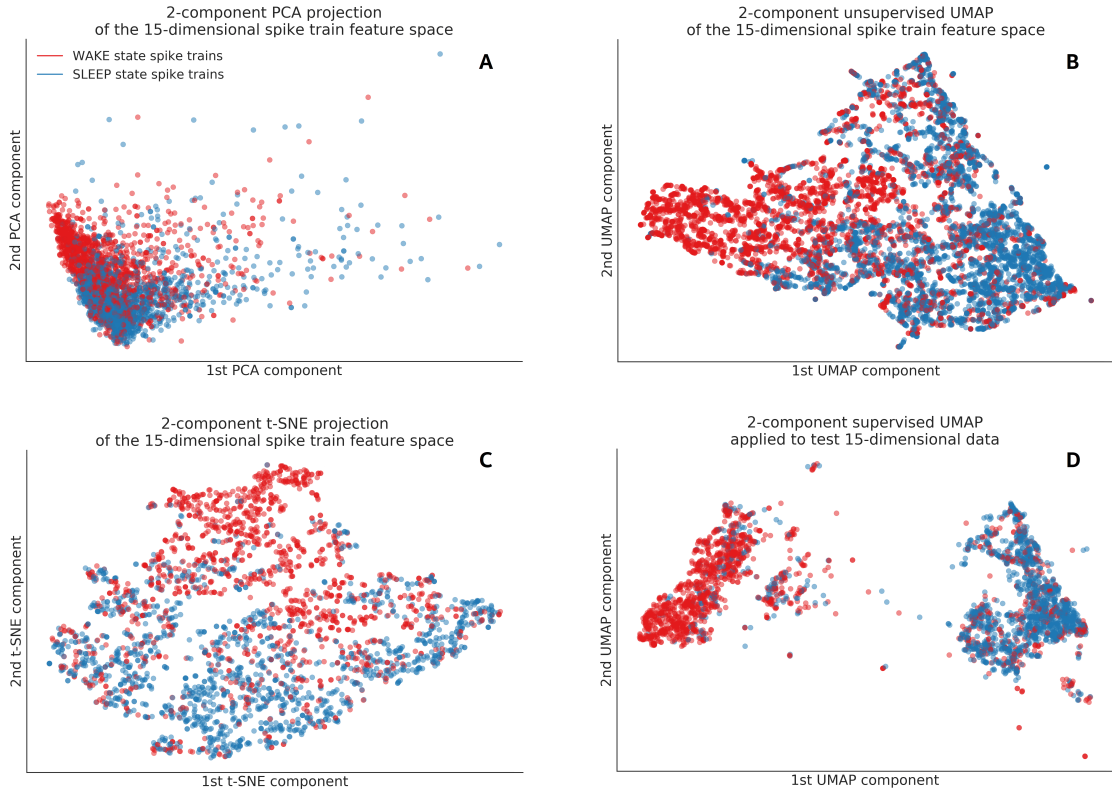 2-component PCA projection
of the 15-dimensional spike train feature space
WAKE state spike trains
SLEEP state spike trains
A
2nd PCA component
1st PCA component
2-component unsupervised UMAP
of the 15-dimensional spike train feature space
B
2nd UMAP component
1st UMAP component
2-component t-SNE projection
of the 15-dimensional spike train feature space
C
2nd t-SNE component
1st t-SNE component
2-component supervised UMAP
applied to test 15-dimensional data
D
2nd UMAP component
1st UMAP component